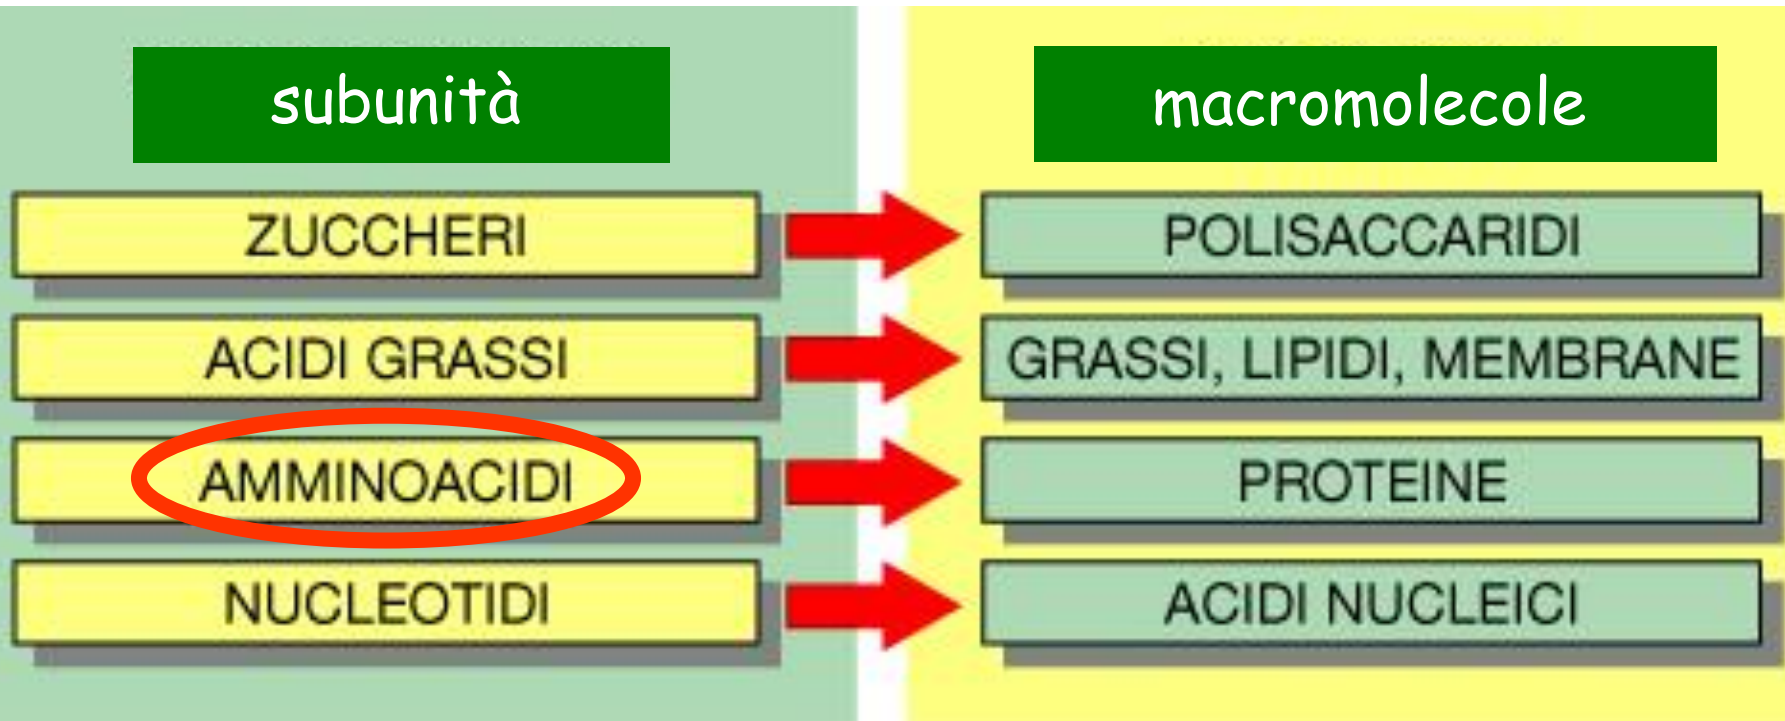 subunità
macromolecole
ZUCCHERI
POLISACCARIDI
ACIDI GRASSI
GRASSI, LIPIDI, MEMBRANE
AMMINOACIDI
PROTEINE
NUCLEOTIDI
ACIDI NUCLEICI